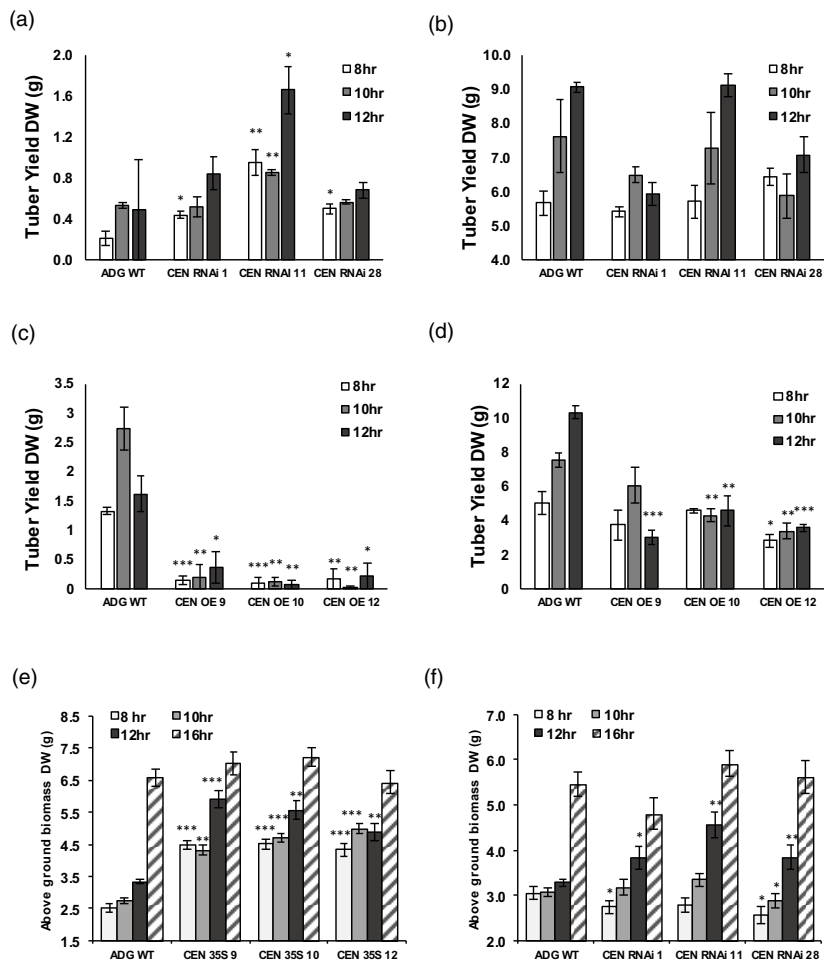 (a)
Tuber Yield DW (g)
2.0
1.6
1.2
0.8
0.4
0.0
8hr
10hr
12hr
*
**
**
*
*
ADG WT CEN RNAi 1 CEN RNAI 11 CEN RNAi 28
(b)
Tuber Yield DW (g)
10.0
9.0
8.0
7.0
6.0
5.0
4.0
8hr
10hr
12hr
ADG WT CEN RNAi 1 CEN RNAI 11 CEN RNAi 28
(c)
Tuber Yield DW (g)
3.5
3
2.5
2
1.5
1
0.5
0
8hr
10hr
12hr
*** ** * *** ** ** ** ** *
ADG WT CEN OE 9 CEN OE 10 CEN OE 12
(d)
Tuber Yield DW (g)
12
10
8
6
4
2
0
8hr
10hr
12hr
*** ** ** * ** ***
ADG WT CEN OE 9 CEN OE 10 CEN OE 12
(e)
Above ground biomass DW (g)
8.5
7.5
6.5
5.5
4.5
3.5
2.5
1.5
8 hr 10hr
12hr 16hr
*** ** *** *** *** ** *** *** **
ADG WT CEN 35S 9 CEN 35S 10 CEN 35S 12
(f)
Above ground biomass DW (g)
7.0
6.0
5.0
4.0
3.0
2.0
8 hr 10hr
12hr 16hr
* * ** * * **
ADG WT CEN RNAi 1 CEN RNAi 11 CEN RNAi 28